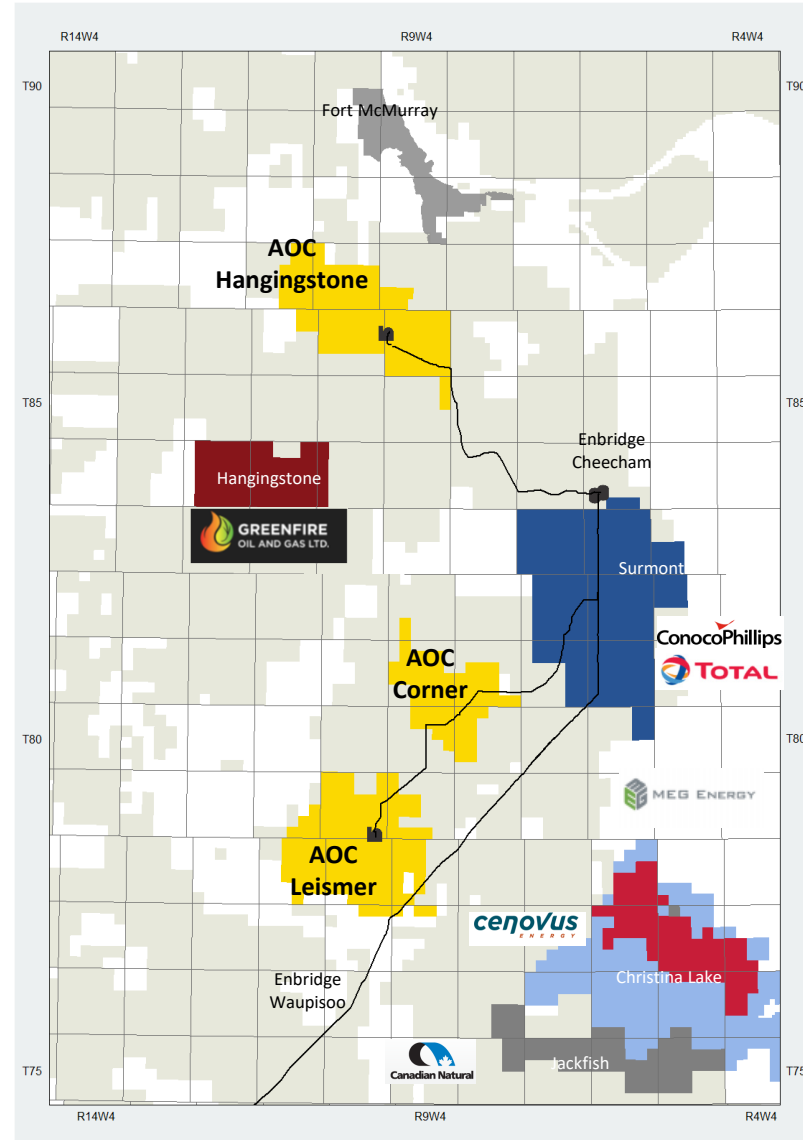 R14W4
R9W4
R4W4
T90
T90
Fort McMurray
AOC
Hangingstone
T85
T85
Enbridge
Cheecham
Hangingstone
GREENFIRE
OIL AND GAS LTD.
Surmont
ConocoPhillips
TOTAL
AOC
Corner
T80
T80
MEG ENERGY
AOC
Leismer
cenovus
ENERGY
Enbridge
Waupisoo
Christina Lake
Canadian Natural
Jackfish
T75
T75
R14W4
R9W4
R4W4